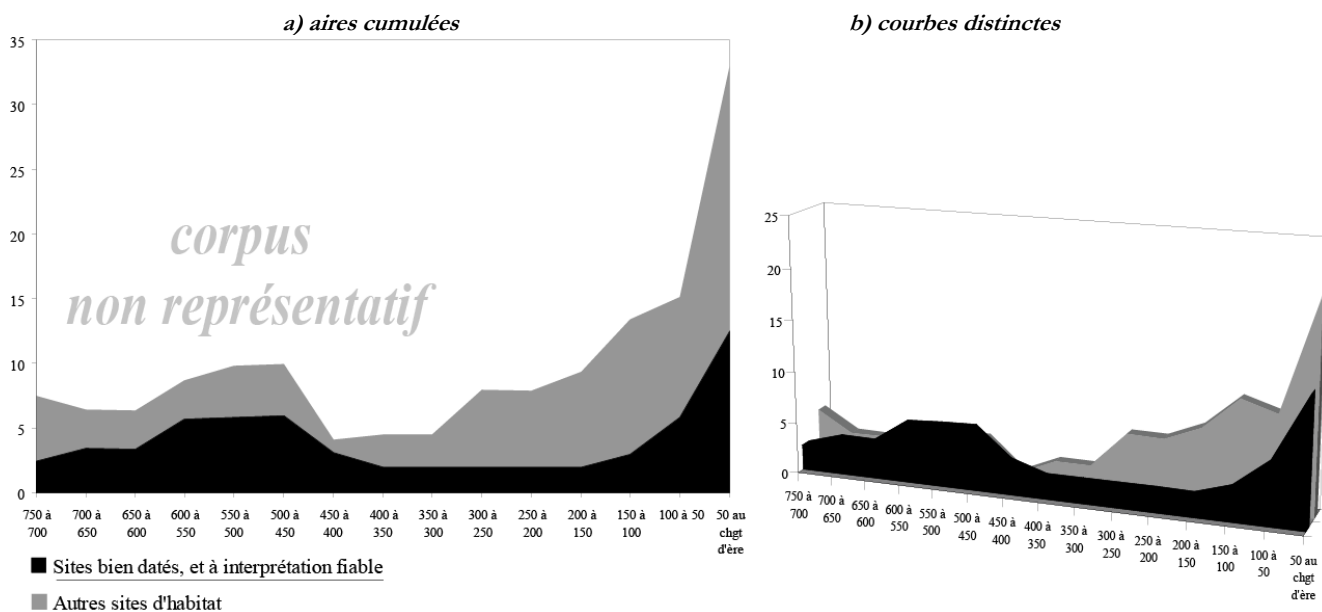 a) aires cumulées
35
30
25
20
15
10
5
0
corpus
non représentatif
750 à 700
700 à 650
650 à 600
600 à 550
550 à 500
500 à 450
450 à 400
400 à 350
350 à 300
300 à 250
250 à 200
200 à 150
150 à 100
100 à 50
50 au chgt d'ère
Sites bien datés, et à interprétation fiable
Autres sites d'habitat
b) courbes distinctes
25
20
15
10
5
0
750 à 700
700 à 650
650 à 600
600 à 550
550 à 500
500 à 450
450 à 400
400 à 350
350 à 300
300 à 250
250 à 200
200 à 150
150 à 100
100 à 50
50 au chgt d'ère